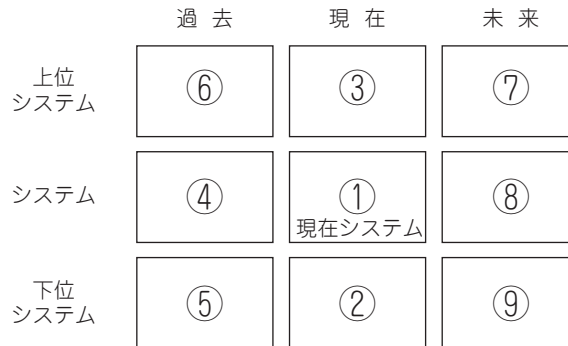 過去 現在 未来
上位
システム
⑥ ③ ⑦
システム
④ ① ⑧
現在システム
下位
システム
⑤ ② ⑨